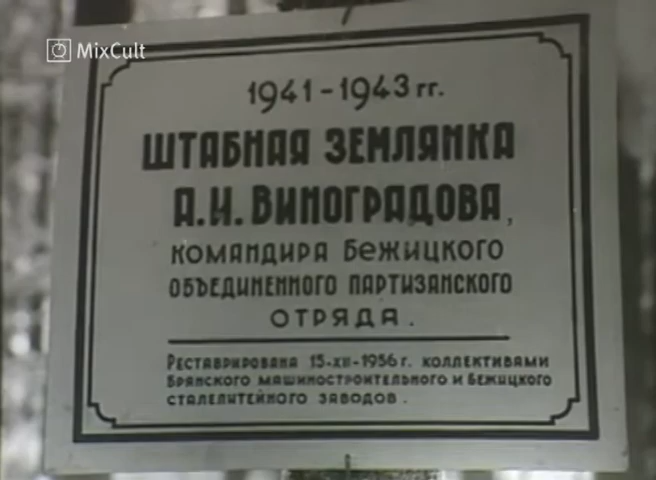 MixCult
1941-1943 гг.
ШТАБНАЯ ЗЕМЛЯНКА
А.И. ВИНОГРАДОВА,
КОМАНДИРА БЕЖИЦКОГО
ОБЪЕДИНЕННОГО ПАРТИЗАНСКОГО
ОТРЯДА.
РЕСТАВРИРОВАНА 15-XII-1956 г. КОЛЛЕКТИВАМИ
БРЯНСКОГО МАШИНОСТРОИТЕЛЬНОГО И БЕЖИЦКОГО
СТАЛЕЛИТЕЙНОГО ЗАВОДОВ.